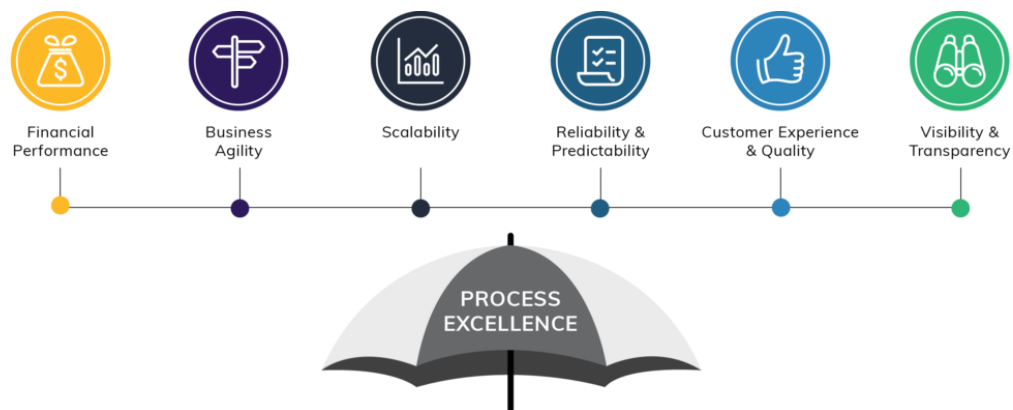 $
Financial
Performance
Business
Agility
Scalability
Reliability &
Predictability
Customer Experience
& Quality
Visibility &
Transparency
PROCESS
EXCELLENCE